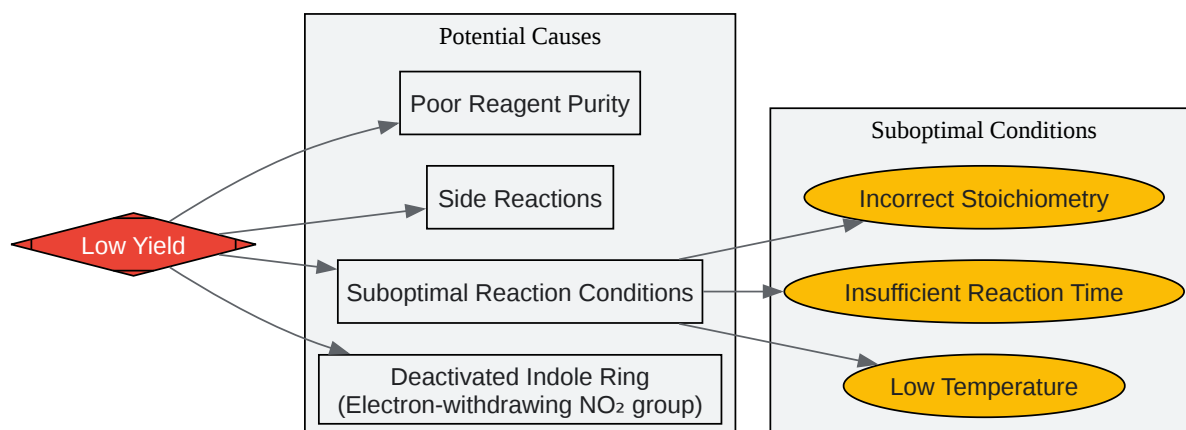 Low Yield
Potential Causes
Poor Reagent Purity
Side Reactions
Suboptimal Reaction Conditions
Deactivated Indole Ring
(Electron-withdrawing NO₂ group)
Suboptimal Conditions
Incorrect Stoichiometry
Insufficient Reaction Time
Low Temperature